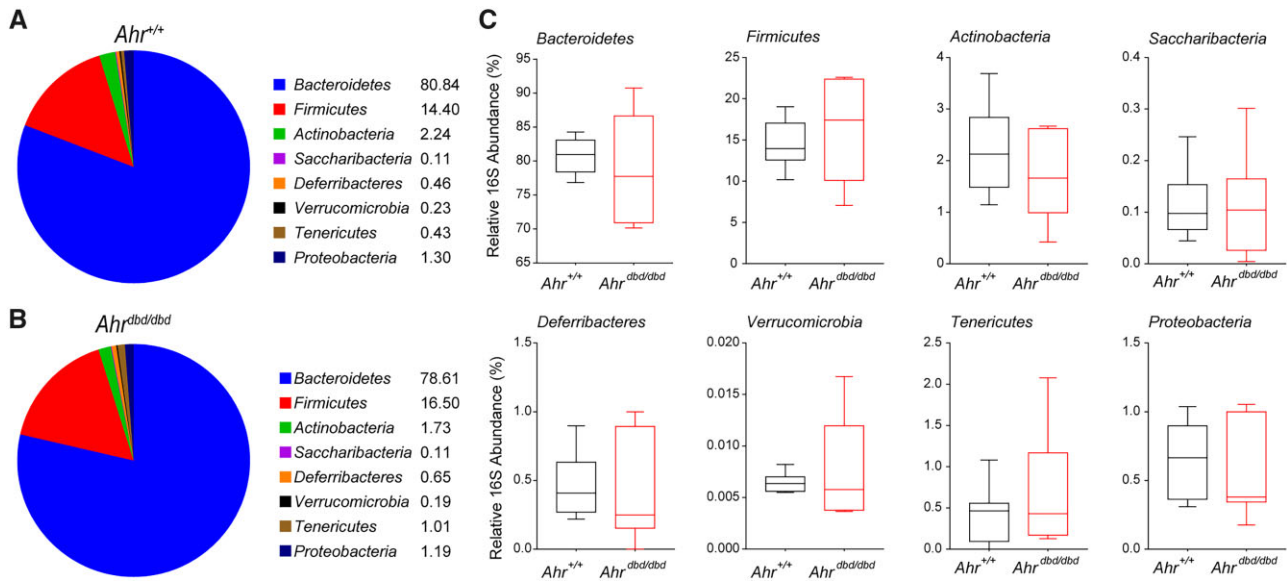 A
Ahr+/+
Bacteroidetes 80.84
Firmicutes 14.40
Actinobacteria 2.24
Saccharibacteria 0.11
Deferribacteres 0.46
Verrucomicrobia 0.23
Tenericutes 0.43
Proteobacteria 1.30
B
Ahrdbd/dbd
Bacteroidetes 78.61
Firmicutes 16.50
Actinobacteria 1.73
Saccharibacteria 0.11
Deferribacteres 0.65
Verrucomicrobia 0.19
Tenericutes 1.01
Proteobacteria 1.19
C
Bacteroidetes
Relative 16S Abundance (%)
95
90
85
80
75
70
65
Ahr+/+ Ahrdbd/dbd
Firmicutes
25
20
15
10
5
0
Ahr+/+ Ahrdbd/dbd
Actinobacteria
4
3
2
1
0
Ahr+/+ Ahrdbd/dbd
Saccharibacteria
0.4
0.3
0.2
0.1
0.0
Ahr+/+ Ahrdbd/dbd
Deferribacteres
Relative 16S Abundance (%)
1.5
1.0
0.5
0.0
Ahr+/+ Ahrdbd/dbd
Verrucomicrobia
0.020
0.015
0.010
0.005
0.000
Ahr+/+ Ahrdbd/dbd
Tenericutes
2.5
2.0
1.5
1.0
0.5
0.0
Ahr+/+ Ahrdbd/dbd
Proteobacteria
1.5
1.0
0.5
0.0
Ahr+/+ Ahrdbd/dbd